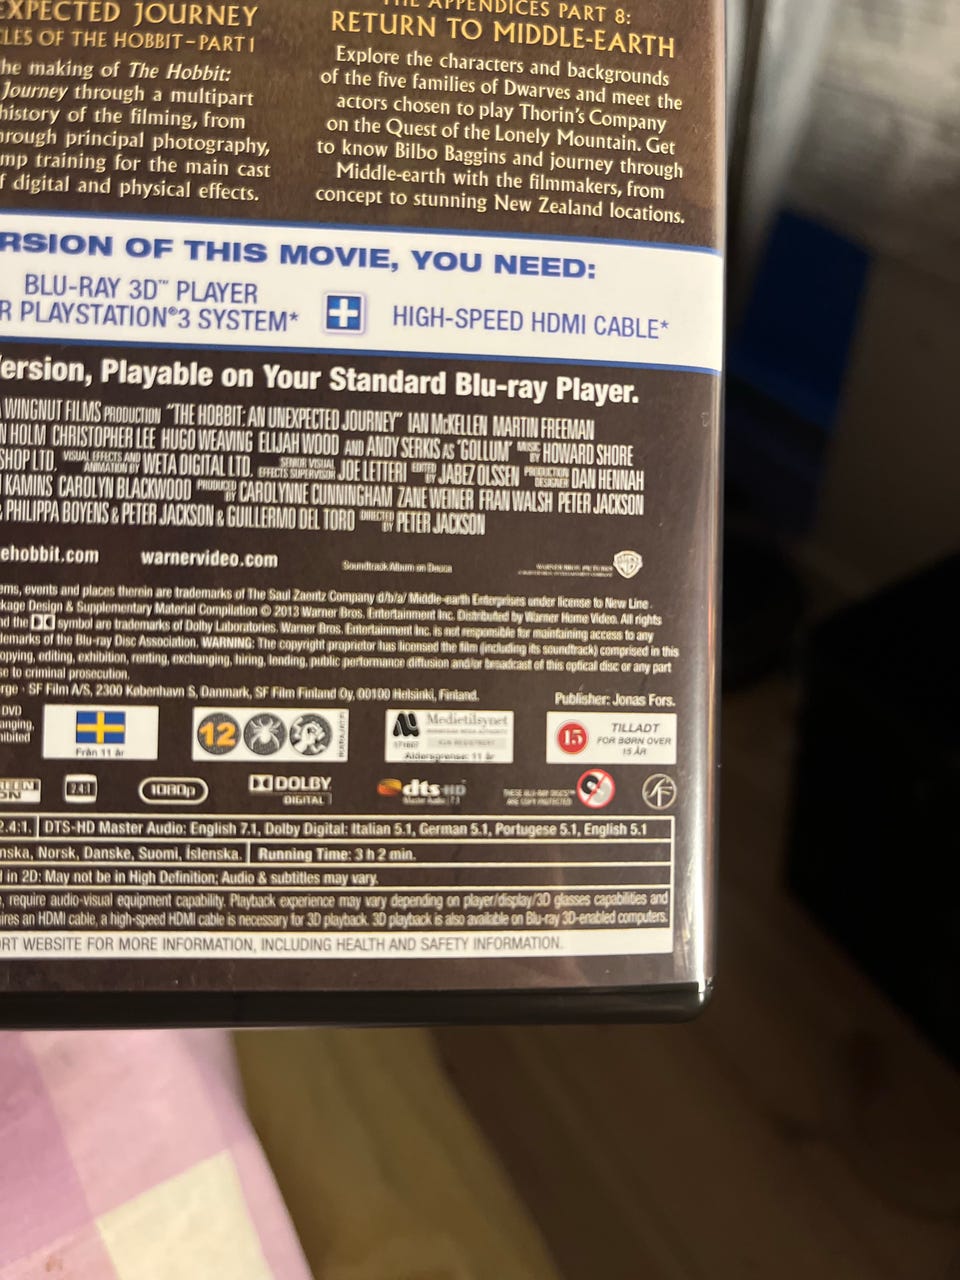 EXPECTED JOURNEY
CLES OF THE HOBBIT–PART I
he making of The Hobbit:
Journey through a multipart
history of the filming, from
hrough principal photography,
mp training for the main cast
f digital and physical effects.
THE APPENDICES PART 8:
RETURN TO MIDDLE-EARTH
Explore the characters and backgrounds
of the five families of Dwarves and meet the
actors chosen to play Thorin's Company
on the Quest of the Lonely Mountain. Get
to know Bilbo Baggins and journey through
Middle-earth with the filmmakers, from
concept to stunning New Zealand locations.
RSION OF THIS MOVIE, YOU NEED:
BLU-RAY 3D™ PLAYER
R PLAYSTATION®3 SYSTEM*
HIGH-SPEED HDMI CABLE*
ersion, Playable on Your Standard Blu-ray Player.
WINGNUT FILMS PRODUCTION "THE HOBBIT: AN UNEXPECTED JOURNEY" IAN McKELLEN MARTIN FREEMAN
N HOLM CHRISTOPHER LEE HUGO WEAVING ELIJAH WOOD AND ANDY SERKIS AS "GOLLUM" MUSIC BY HOWARD SHORE
SHOP LTD. VISUAL EFFECTS AND ANIMATION BY WETA DIGITAL LTD. SENIOR VISUAL EFFECTS SUPERVISOR JOE LETTERI EDITED BY JABEZ OLSSEN PRODUCTION DESIGNER DAN HENNAH
KAMINS CAROLYN BLACKWOOD PRODUCED BY CAROLYNNE CUNNINGHAM ZANE WEINER FRAN WALSH PETER JACKSON
& PHILIPPA BOYENS & PETER JACKSON & GUILLERMO DEL TORO DIRECTED BY PETER JACKSON
ehobbit.com warnervideo.com Soundtrack Album on Decca
WB
ems, events and places therein are trademarks of The Saul Zaentz Company d/b/a/ Middle-earth Enterprises under license to New Line
kage Design & Supplementary Material Compilation © 2013 Warner Bros. Entertainment Inc. Distributed by Warner Home Video. All rights
nd the DD symbol are trademarks of Dolby Laboratories. Warner Bros. Entertainment Inc. is not responsible for maintaining access to any
demarks of the Blu-ray Disc Association. WARNING: The copyright proprietor has licensed the film (including its soundtrack) comprised in this
opying, editing, exhibition, renting, exchanging, hiring, lending, public performance diffusion and/or broadcast of this optical disc or any part
se to criminal prosecution.
rge · SF Film A/S, 2300 København S, Danmark, SF Film Finland Oy, 00100 Helsinki, Finland.
Publisher: Jonas Fors.
DVD
anging,
hibited
Från 11 år
12
Medietilsynet
Aldersgrense: 11 år
15
TILLADT
FOR BØRN OVER
15 ÅR
EEN
ON
2.4:1
1080p
DOLBY
DIGITAL
dts-HD
Master Audio | 7.1
THESE BLU-RAY DISCS™
ARE COPY PROTECTED
SF
2.4:1. DTS-HD Master Audio: English 7.1, Dolby Digital: Italian 5.1, German 5.1, Portugese 5.1, English 5.1
nska, Norsk, Danske, Suomi, Íslenska. Running Time: 3 h 2 min.
d in 2D: May not be in High Definition; Audio & subtitles may vary.
, require audio-visual equipment capability. Playback experience may vary depending on player/display/3D glasses capabilities and
ires an HDMI cable, a high-speed HDMI cable is necessary for 3D playback. 3D playback is also available on Blu-ray 3D-enabled computers.
RT WEBSITE FOR MORE INFORMATION, INCLUDING HEALTH AND SAFETY INFORMATION.